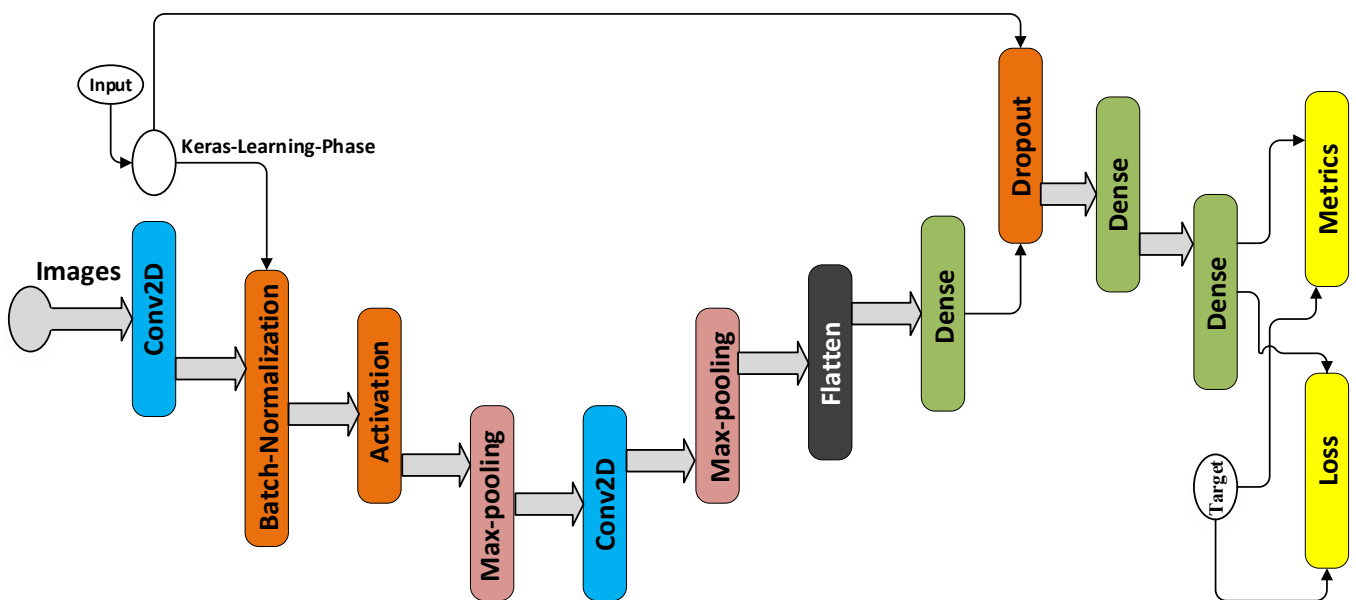 Input
Keras-Learning-Phase
Images
Conv2D
Batch-Normalization
Activation
Max-pooling
Conv2D
Max-pooling
Flatten
Dense
Dropout
Dense
Dense
Metrics
Target
Loss